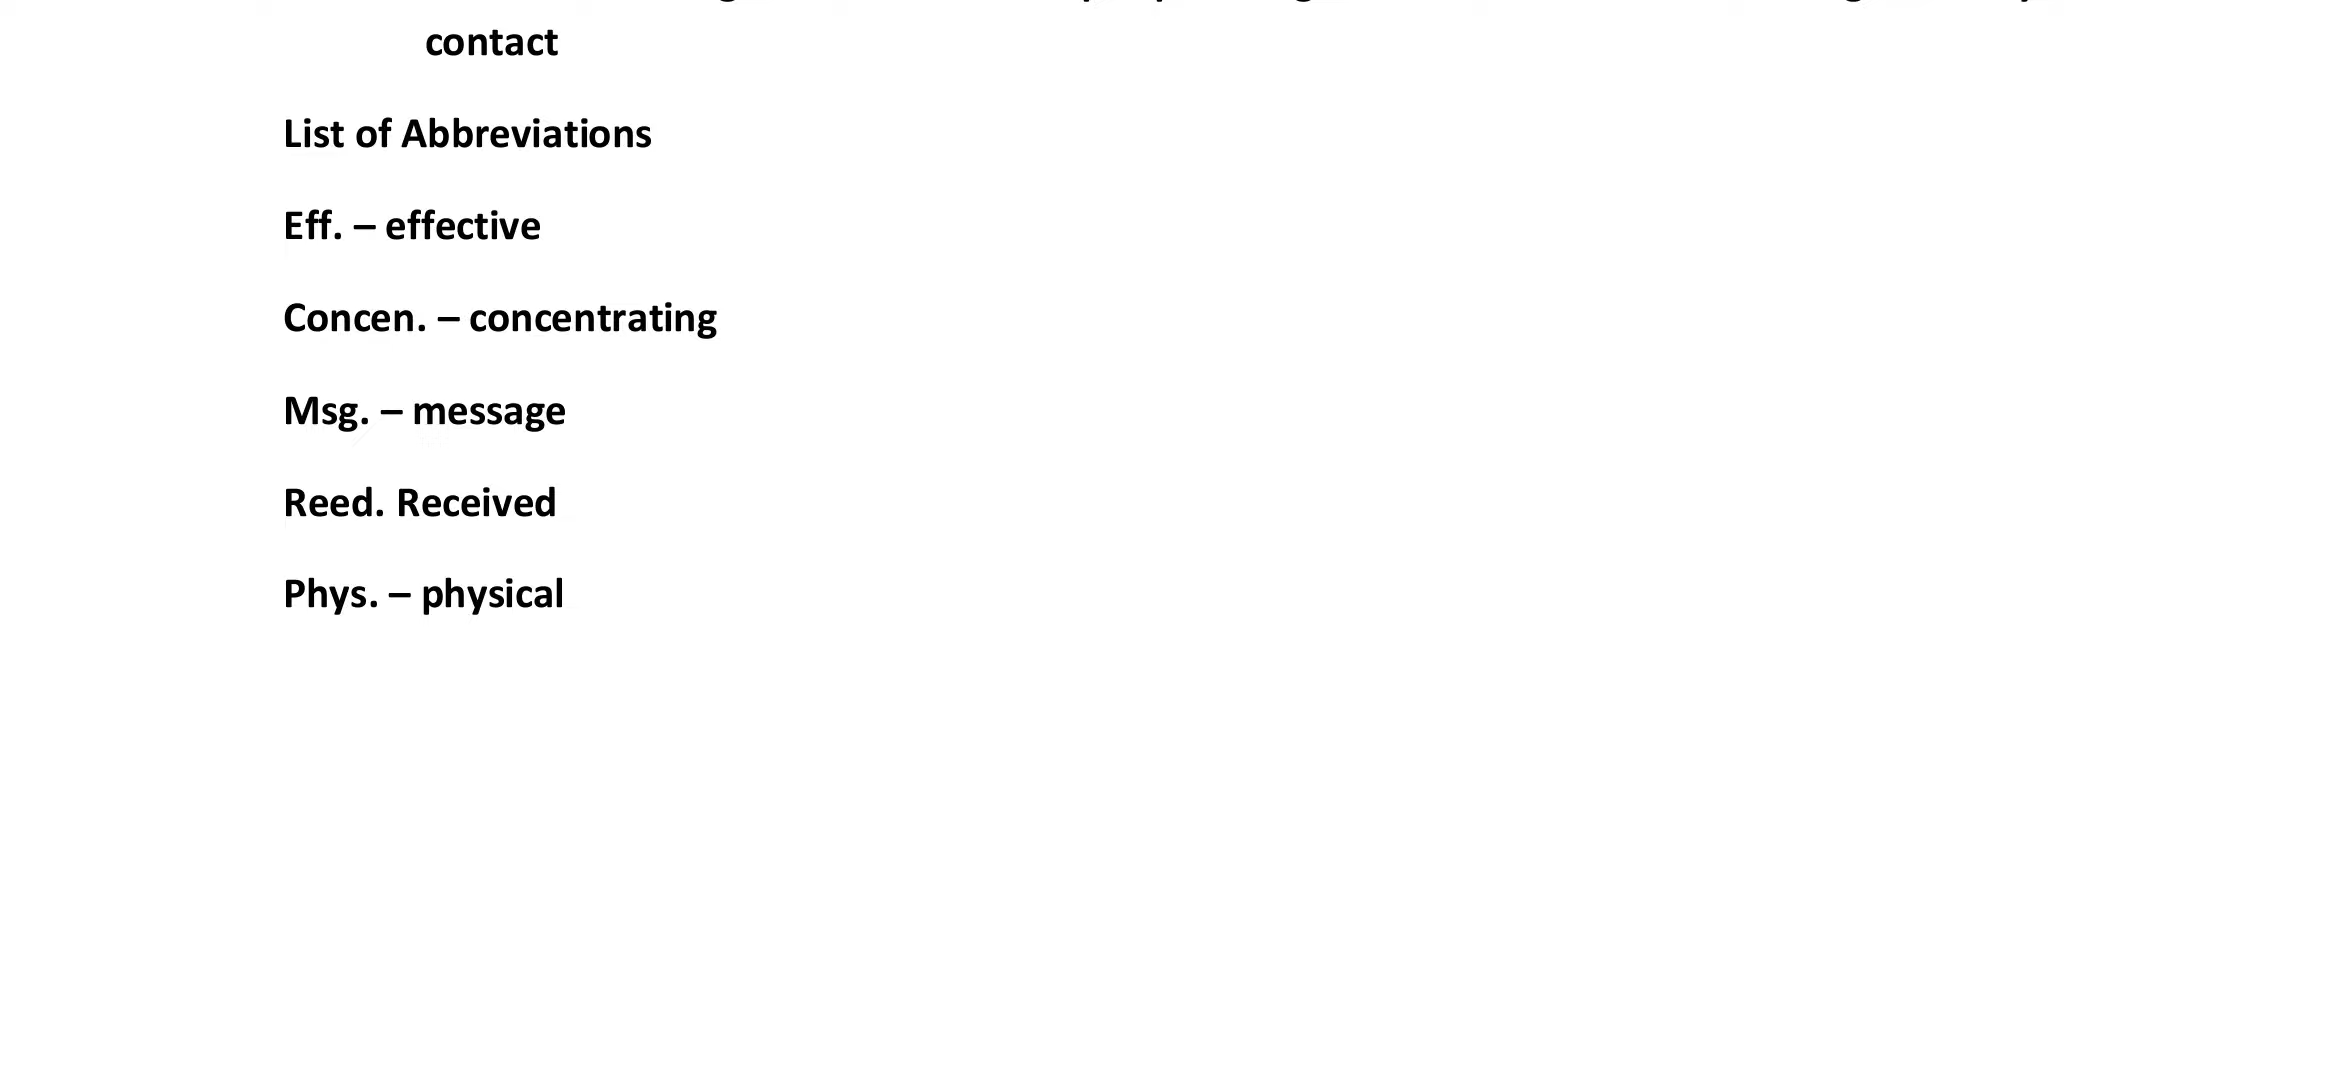 contact
List of Abbreviations
Eff. – effective
Concen. – concentrating
Msg. – message
Reed. Received
Phys. – physical